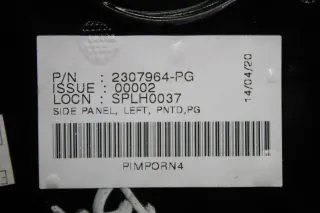 P/N : 2307964-PG
ISSUE : 00002
LOCN : SPLH0037
SIDE PANEL, LEFT, PNTD,PG
PIMPORN4
14/04/20